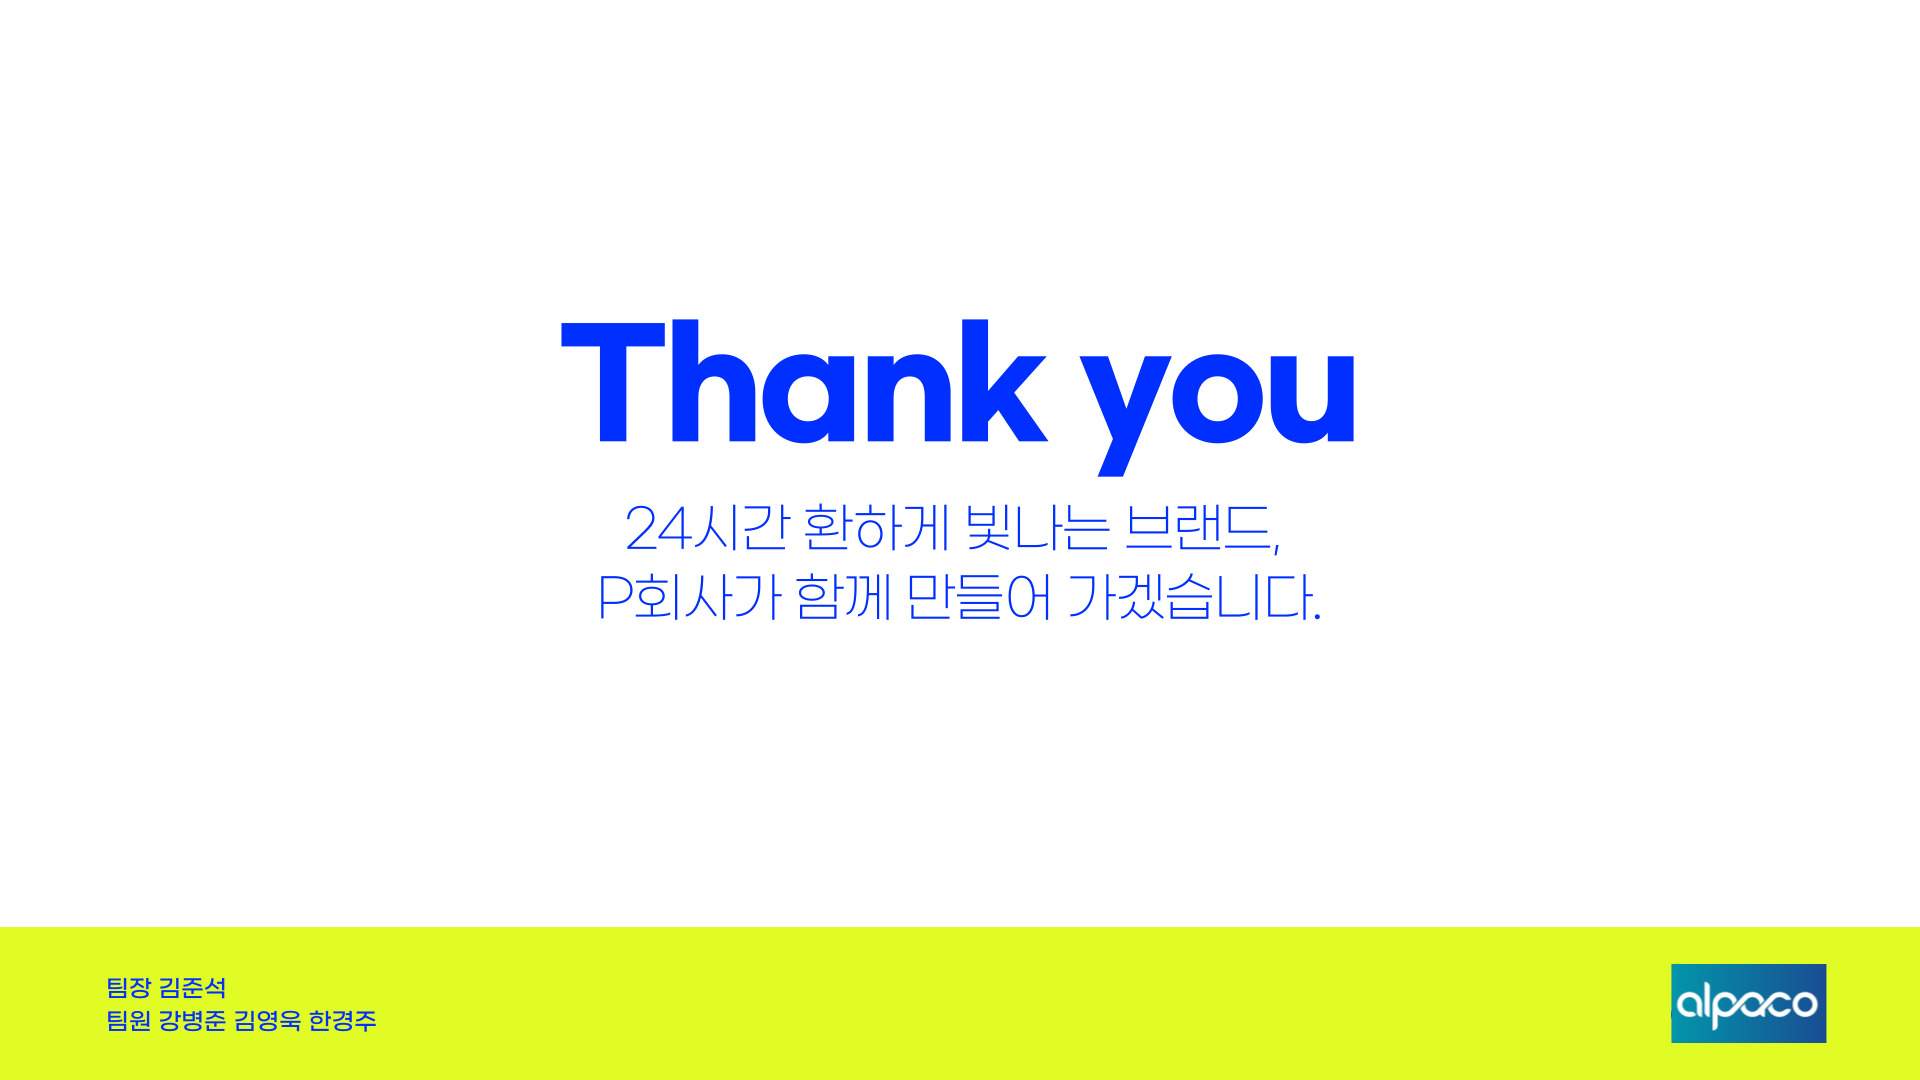 Thank you
24시간 환하게 빛나는 브랜드,
P회사가 함께 만들어 가겠습니다.
팀장 김준석
팀원 강병준 김영욱 한경주
alpaco